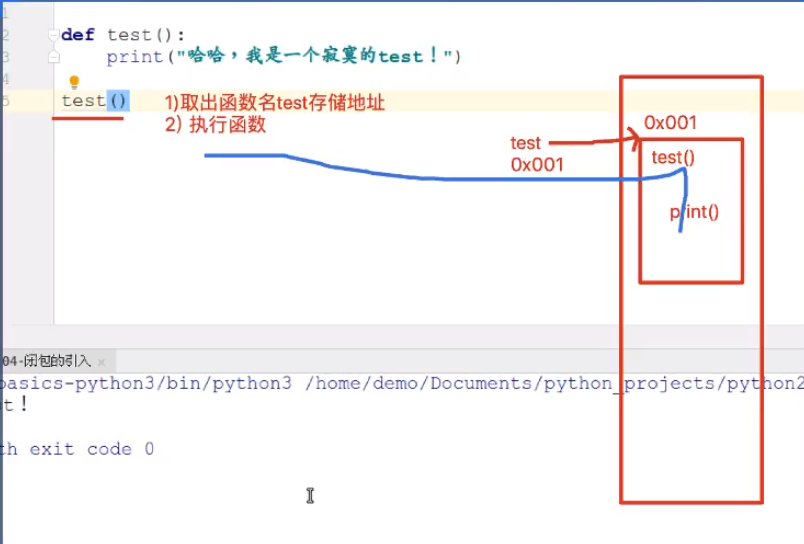 1
2 def test():
3 print("哈哈，我是一个寂寞的test！")
4
5 test()
1)取出函数名test存储地址
2) 执行函数
test
0x001
0x001
test()
print()
04-闭包的引入
basics-python3/bin/python3 /home/demo/Documents/python_projects/python2
st！
th exit code 0